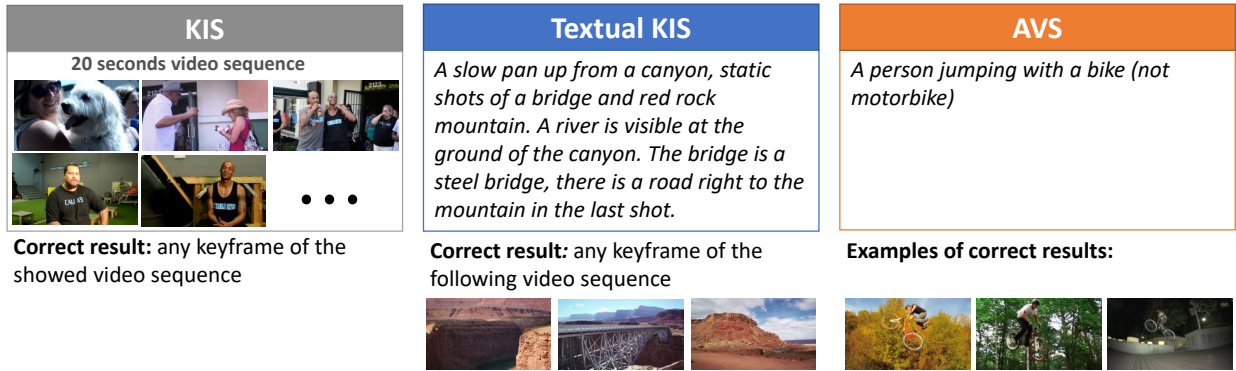 KIS
20 seconds video sequence
2123
2123
Correct result: any keyframe of the
showed video sequence
Textual KIS
A slow pan up from a canyon, static
shots of a bridge and red rock
mountain. A river is visible at the
ground of the canyon. The bridge is a
steel bridge, there is a road right to the
mountain in the last shot.
Correct result: any keyframe of the
following video sequence
AVS
A person jumping with a bike (not
motorbike)
Examples of correct results: